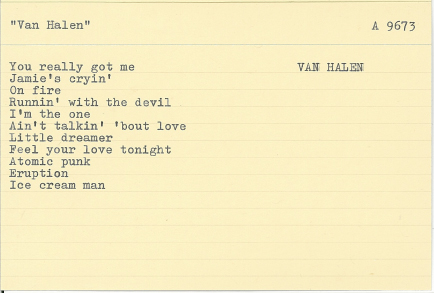 "Van Halen" A 9673
You really got me VAN HALEN
Jamie's cryin'
On fire
Runnin' with the devil
I'm the one
Ain't talkin' 'bout love
Little dreamer
Feel your love tonight
Atomic punk
Eruption
Ice cream man